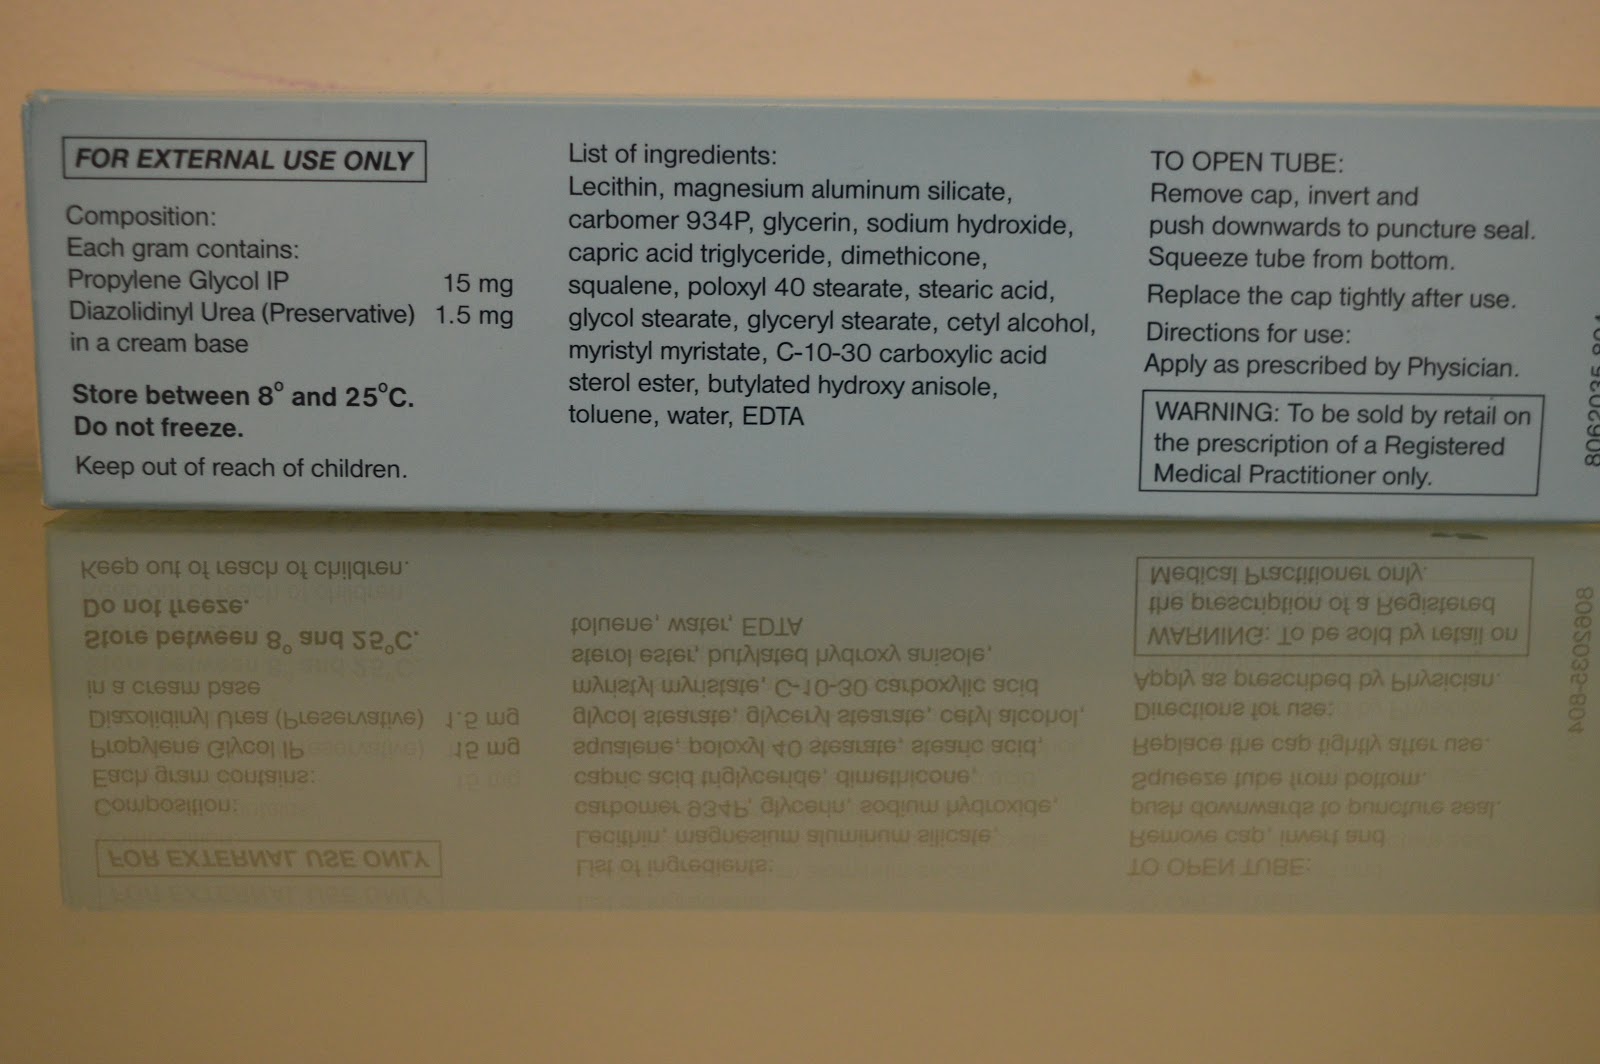 FOR EXTERNAL USE ONLY
Composition:
Each gram contains:
Propylene Glycol IP 15 mg
Diazolidinyl Urea (Preservative) 1.5 mg
in a cream base
Store between 8° and 25°C.
Do not freeze.
Keep out of reach of children.
List of ingredients:
Lecithin, magnesium aluminum silicate,
carbomer 934P, glycerin, sodium hydroxide,
capric acid triglyceride, dimethicone,
squalene, poloxyl 40 stearate, stearic acid,
glycol stearate, glyceryl stearate, cetyl alcohol,
myristyl myristate, C-10-30 carboxylic acid
sterol ester, butylated hydroxy anisole,
toluene, water, EDTA
TO OPEN TUBE:
Remove cap, invert and
push downwards to puncture seal.
Squeeze tube from bottom.
Replace the cap tightly after use.
Directions for use:
Apply as prescribed by Physician.
WARNING: To be sold by retail on
the prescription of a Registered
Medical Practitioner only.
8062035-804